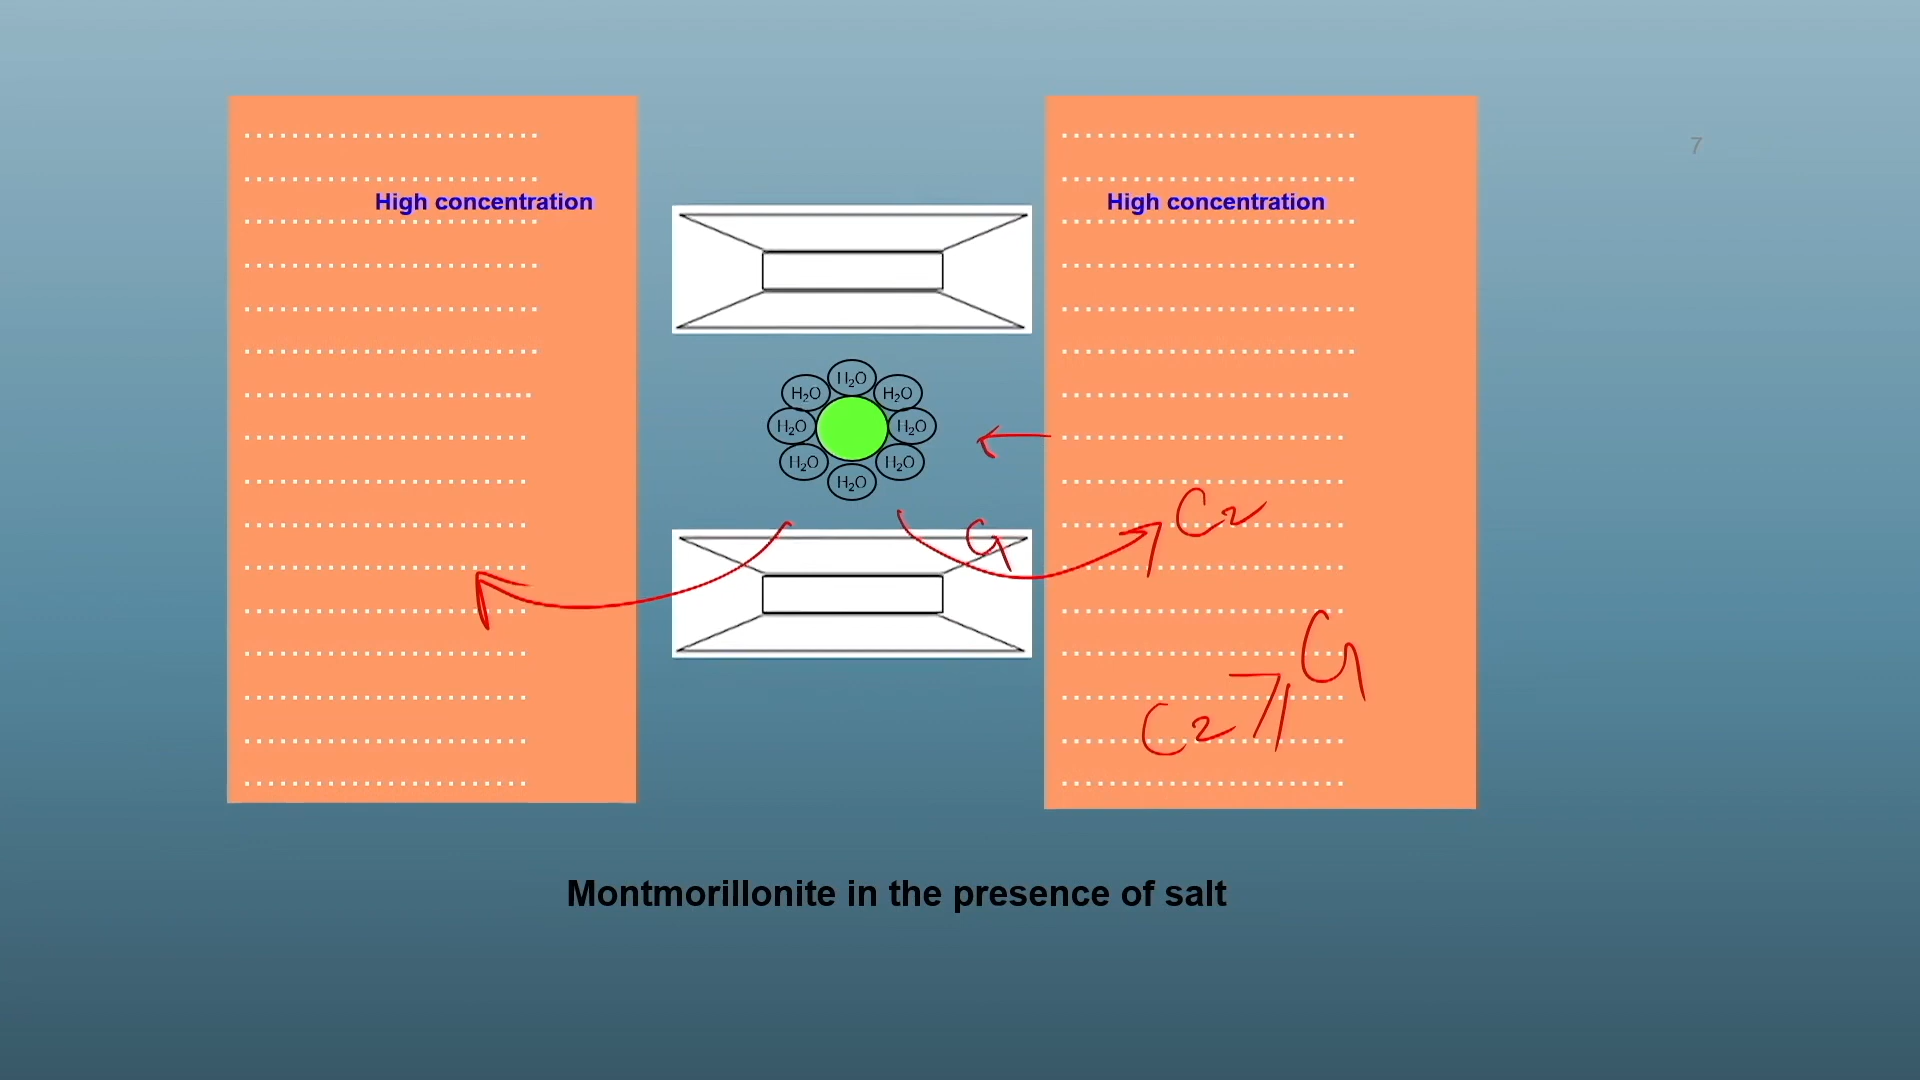 7
High concentration
High concentration
H₂O
H₂O
H₂O
H₂O
H₂O
H₂O
H₂O
H₂O
C1
C2
C2 > C1
Montmorillonite in the presence of salt